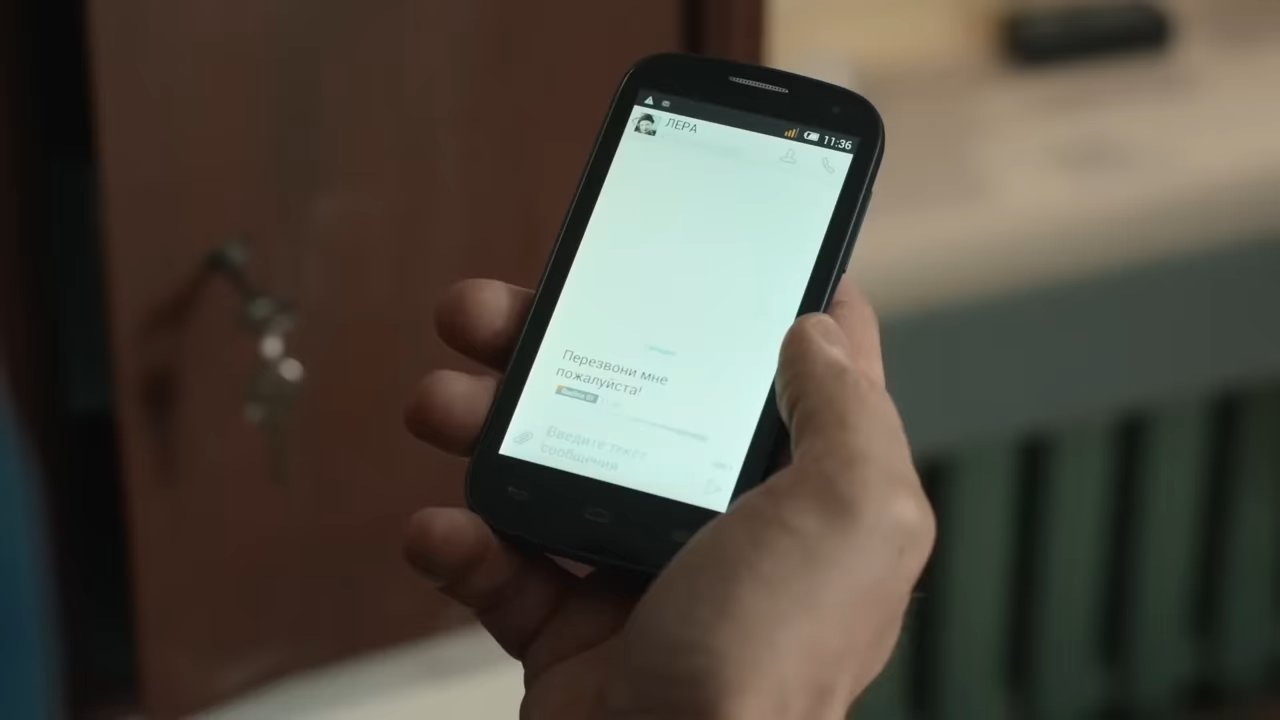 ЛЕРА
11:36
Перезвони мне
пожалуйста!
Введите текст
сообщения